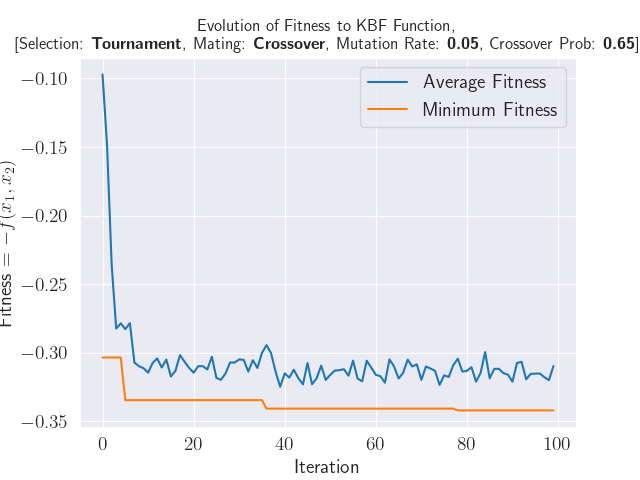 Evolution of Fitness to KBF Function,
[Selection: Tournament, Mating: Crossover, Mutation Rate: 0.05, Crossover Prob: 0.65]
Average Fitness
Minimum Fitness
Fitness = −f(x₁, x₂)
−0.10
−0.15
−0.20
−0.25
−0.30
−0.35
0
20
40
60
80
100
Iteration